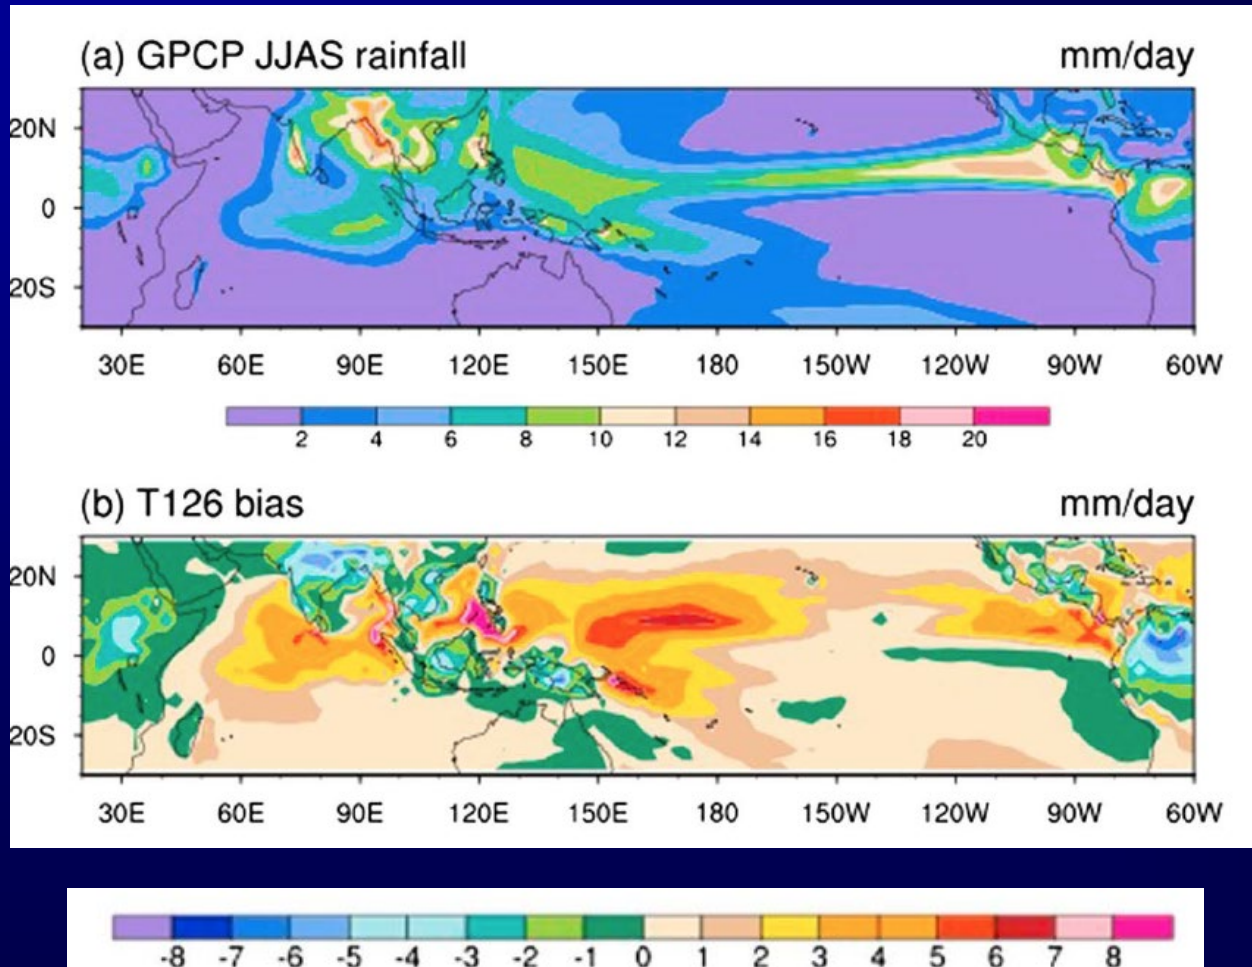 (a) GPCP JJAS rainfall mm/day
20N
0
20S
30E 60E 90E 120E 150E 180 150W 120W 90W 60W
2 4 6 8 10 12 14 16 18 20
(b) T126 bias mm/day
20N
0
20S
30E 60E 90E 120E 150E 180 150W 120W 90W 60W
-8 -7 -6 -5 -4 -3 -2 -1 0 1 2 3 4 5 6 7 8